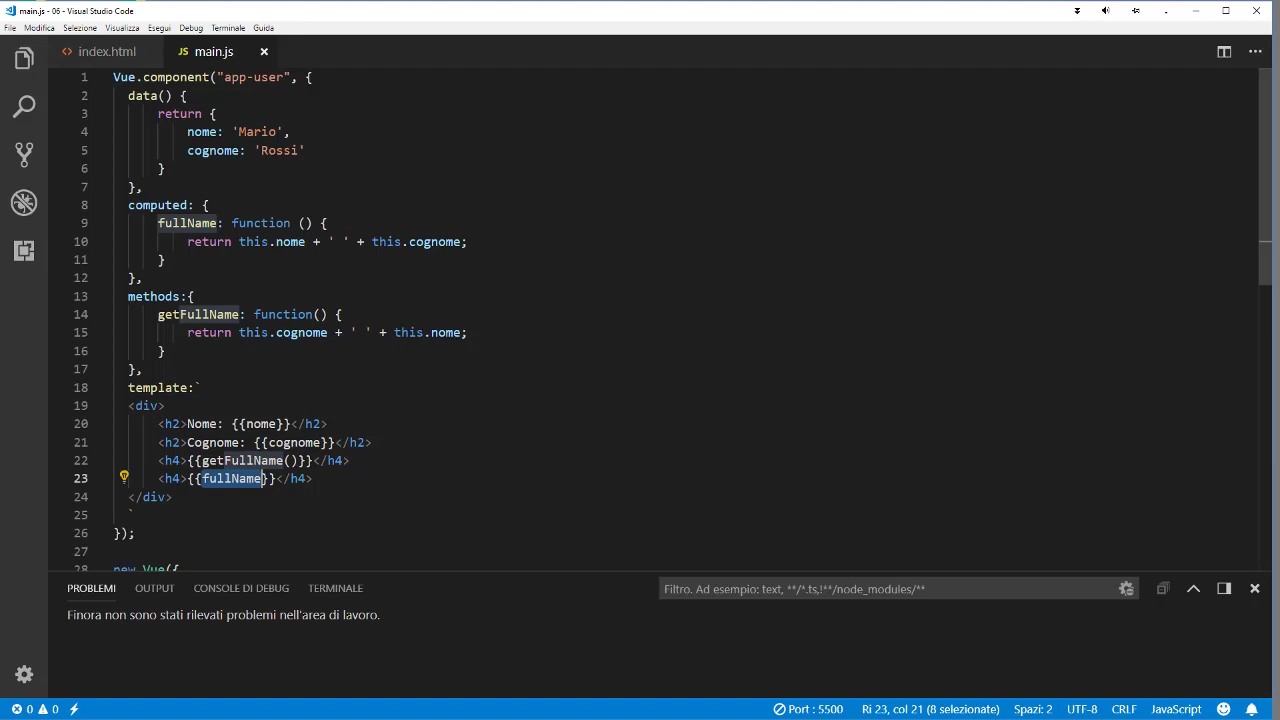 main.js - 06 - Visual Studio Code
File Modifica Selezione Visualizza Esegui Debug Terminale Guida
<> index.html JS main.js ×
1 Vue.component("app-user", {
2 data() {
3 return {
4 nome: 'Mario',
5 cognome: 'Rossi'
6 }
7 },
8 computed: {
9 fullName: function () {
10 return this.nome + ' ' + this.cognome;
11 }
12 },
13 methods:{
14 getFullName: function() {
15 return this.cognome + ' ' + this.nome;
16 }
17 },
18 template:`
19 <div>
20 <h2>Nome: {{nome}}</h2>
21 <h2>Cognome: {{cognome}}</h2>
22 <h4>{{getFullName()}}</h4>
23 <h4>{{fullName}}</h4>
24 </div>
25 `
26 });
27
28 new Vue({
PROBLEMI OUTPUT CONSOLE DI DEBUG TERMINALE Filtro. Ad esempio: text, **/*.ts,!**/node_modules/**
Finora non sono stati rilevati problemi nell'area di lavoro.
0 0 Port : 5500 Ri 23, col 21 (8 selezionate) Spazi: 2 UTF-8 CRLF JavaScript